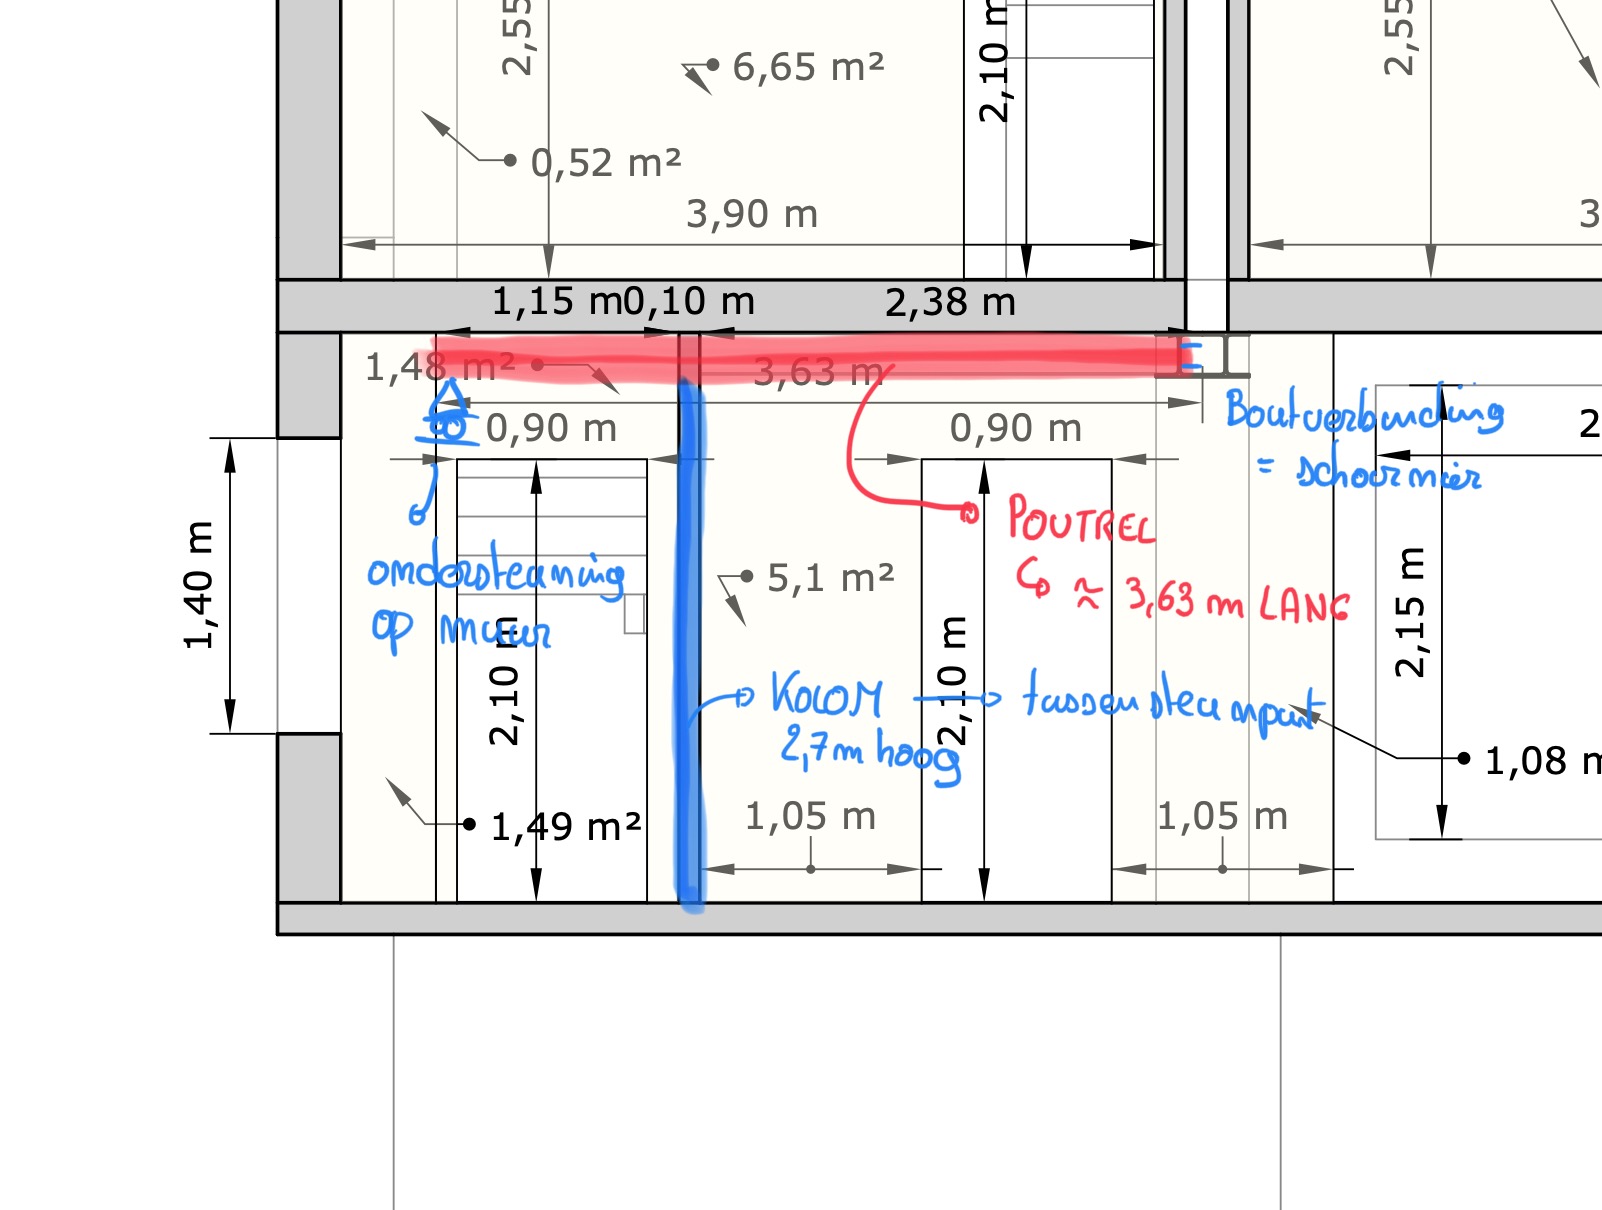 2,55
6,65 m²
2,10 m
2,55
0,52 m²
3,90 m
3
1,15 m
0,10 m
2,38 m
1,48 m²
3,63 m
0,90 m
0,90 m
Boutverbinding
= schoornier
2
ondersteuning
op muur
POUTREL
≈ 3,63 m LANG
5,1 m²
1,40 m
2,10 m
2,10 m
2,15 m
KOLOM
tussensteunpunt
2,7m hoog
1,08 m
1,49 m²
1,05 m
1,05 m